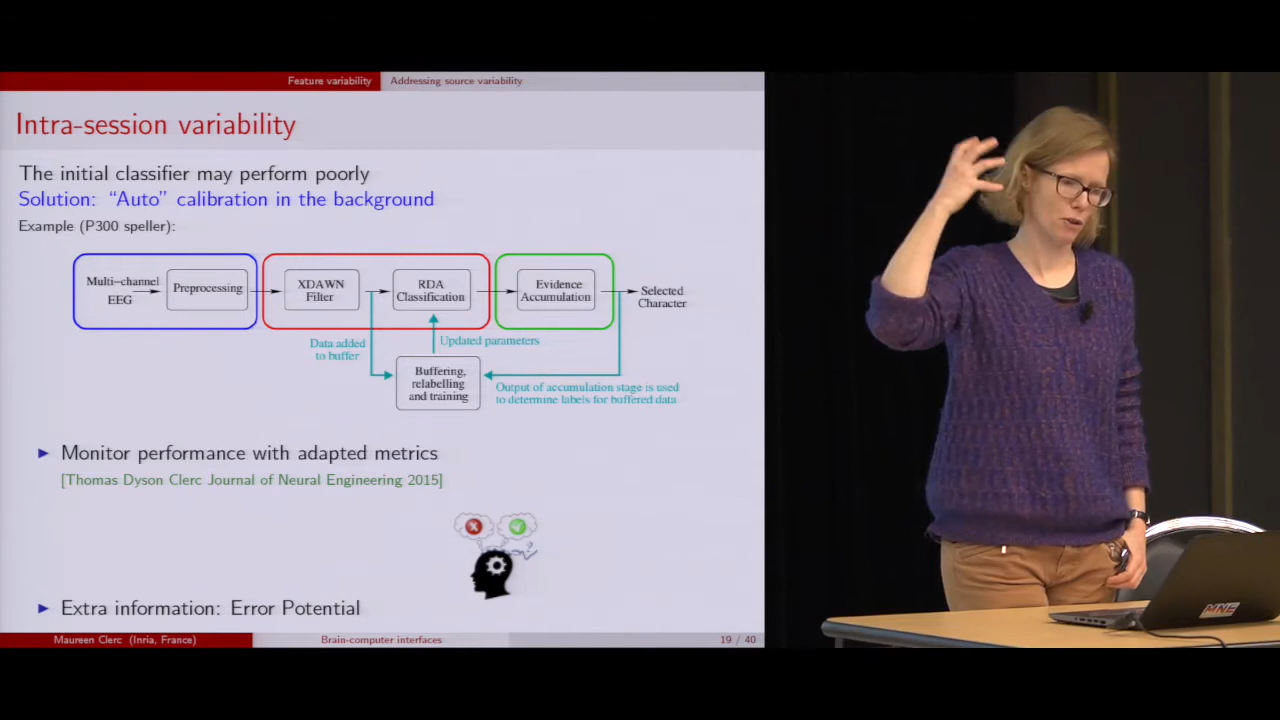 Feature variability
Addressing source variability
Intra-session variability
The initial classifier may perform poorly
Solution: “Auto” calibration in the background
Example (P300 speller):
Multi−channel
EEG
Preprocessing
XDAWN
Filter
RDA
Classification
Evidence
Accumulation
Selected
Character
Data added
to buffer
Updated parameters
Buffering,
relabelling
and training
Output of accumulation stage is used
to determine labels for buffered data
Monitor performance with adapted metrics
[Thomas Dyson Clerc Journal of Neural Engineering 2015]
Extra information: Error Potential
Maureen Clerc (Inria, France)
Brain-computer interfaces
19 / 40
MNE